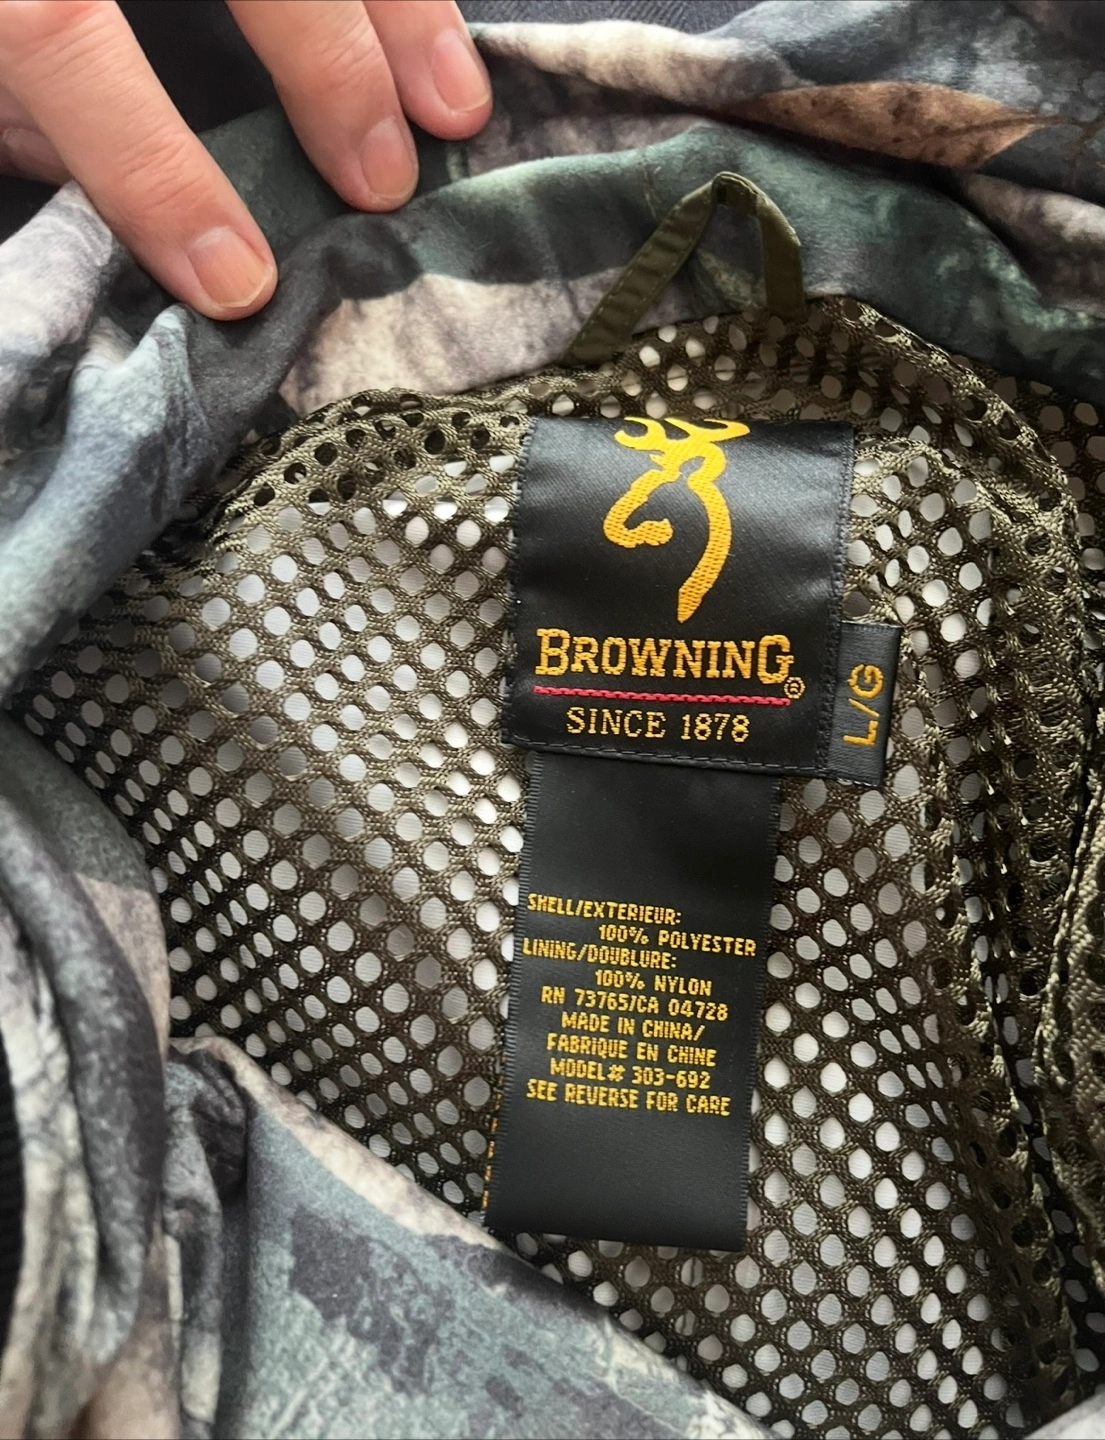 BROWNING®
SINCE 1878
L/G
SHELL/EXTERIEUR:
100% POLYESTER
LINING/DOUBLURE:
100% NYLON
RN 73765/CA 04728
MADE IN CHINA/
FABRIQUE EN CHINE
MODEL# 303-692
SEE REVERSE FOR CARE